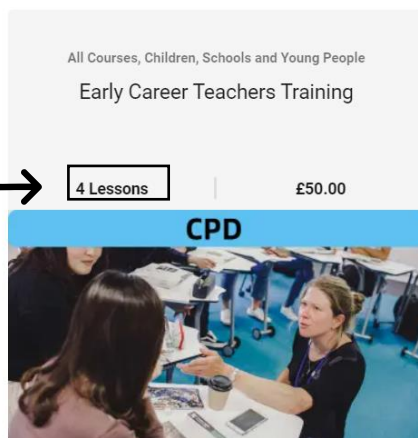 All Courses, Children, Schools and Young People
Early Career Teachers Training
4 Lessons | £50.00
CPD